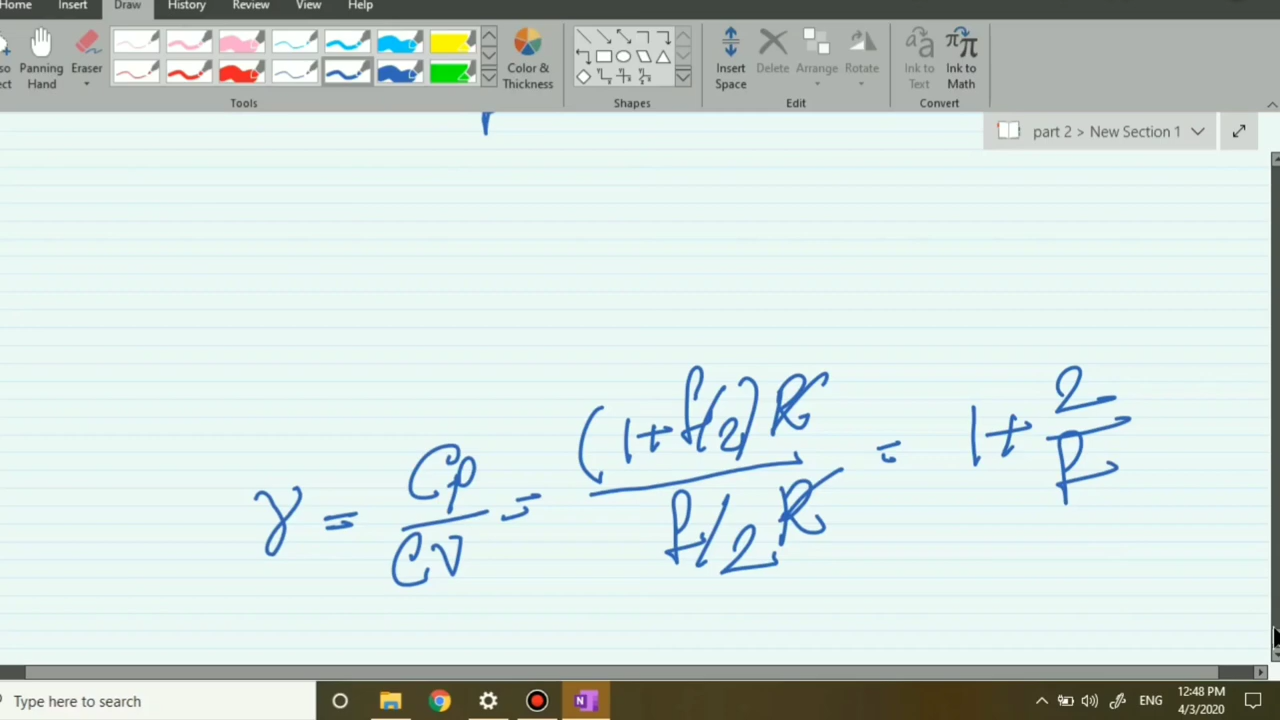 Home Insert Draw History Review View Help
Panning Hand
Eraser
Color & Thickness
Insert Space
Delete
Arrange
Rotate
Ink to Text
Ink to Math
Tools Shapes Edit Convert
part 2 > New Section 1
γ = Cp/CV = (1+f/2)R / f/2 R = 1+ 2/f
Type here to search
N
ENG
12:48 PM
4/3/2020